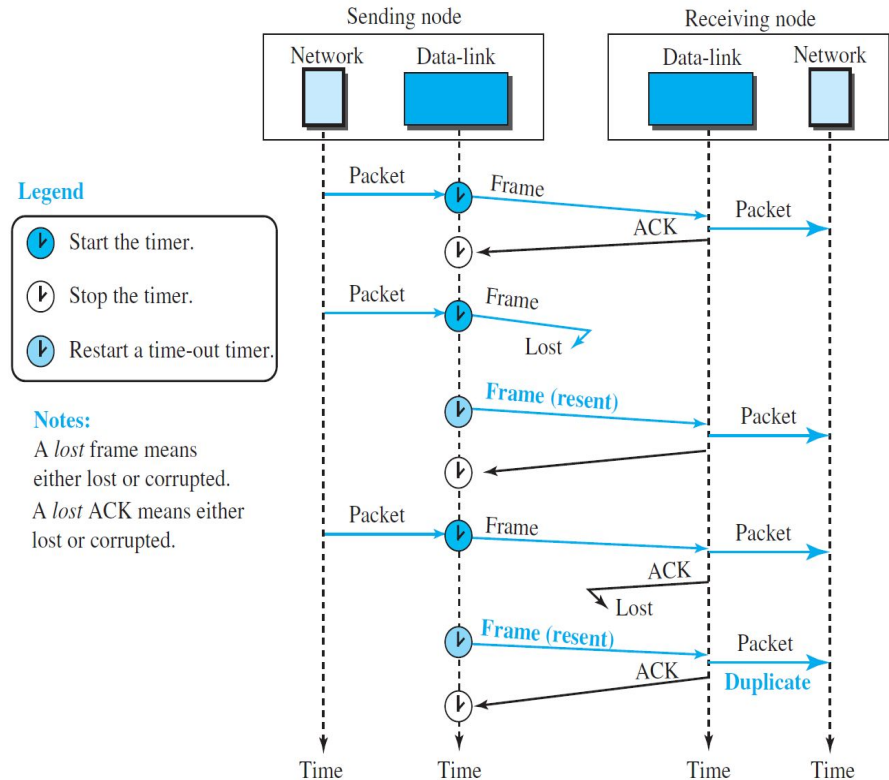 Sending node
Receiving node
Network
Data-link
Data-link
Network
Legend
Start the timer.
Stop the timer.
Restart a time-out timer.
Notes:
A lost frame means
either lost or corrupted.
A lost ACK means either
lost or corrupted.
Packet
Frame
Packet
ACK
Packet
Frame
Lost
Frame (resent)
Packet
Packet
Frame
Packet
ACK
Lost
Frame (resent)
Packet
ACK
Duplicate
Time
Time
Time
Time